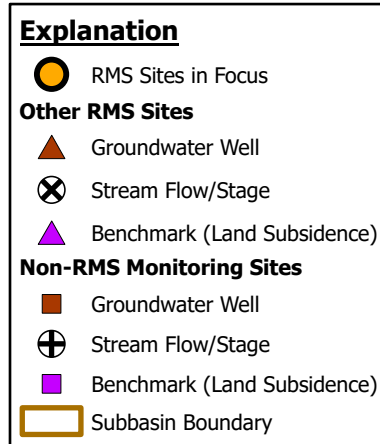 Explanation
RMS Sites in Focus
Other RMS Sites
Groundwater Well
Stream Flow/Stage
Benchmark (Land Subsidence)
Non-RMS Monitoring Sites
Groundwater Well
Stream Flow/Stage
Benchmark (Land Subsidence)
Subbasin Boundary